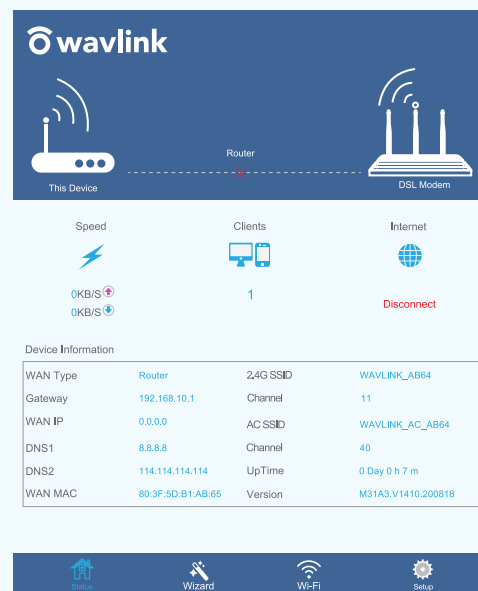 wavlink
Router
This Device
DSL Modem
Speed Clients Internet
0KB/S 1 Disconnect
0KB/S
Device Information
WAN Type Router 2.4G SSID WAVLINK_AB64
Gateway 192.168.10.1 Channel 11
WAN IP 0.0.0.0 AC SSID WAVLINK_AC_AB64
DNS1 8.8.8.8 Channel 40
DNS2 114.114.114.114 UpTime 0 Day 0 h 7 m
WAN MAC 80:3F:5D:B1:AB:65 Version M31A3.V1410.200818
Status Wizard Wi-Fi Setup